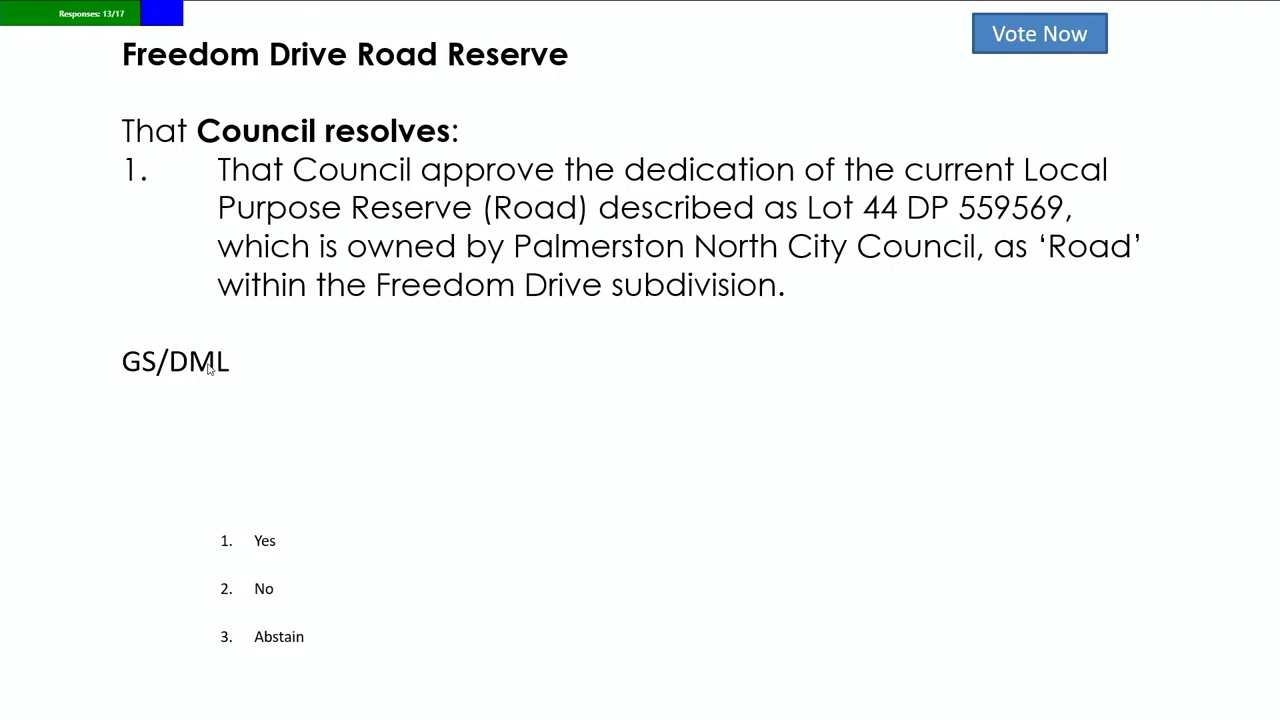 Responses: 13/17
Vote Now
Freedom Drive Road Reserve
That Council resolves:
1. That Council approve the dedication of the current Local
Purpose Reserve (Road) described as Lot 44 DP 559569,
which is owned by Palmerston North City Council, as ‘Road’
within the Freedom Drive subdivision.
GS/DML
1. Yes
2. No
3. Abstain